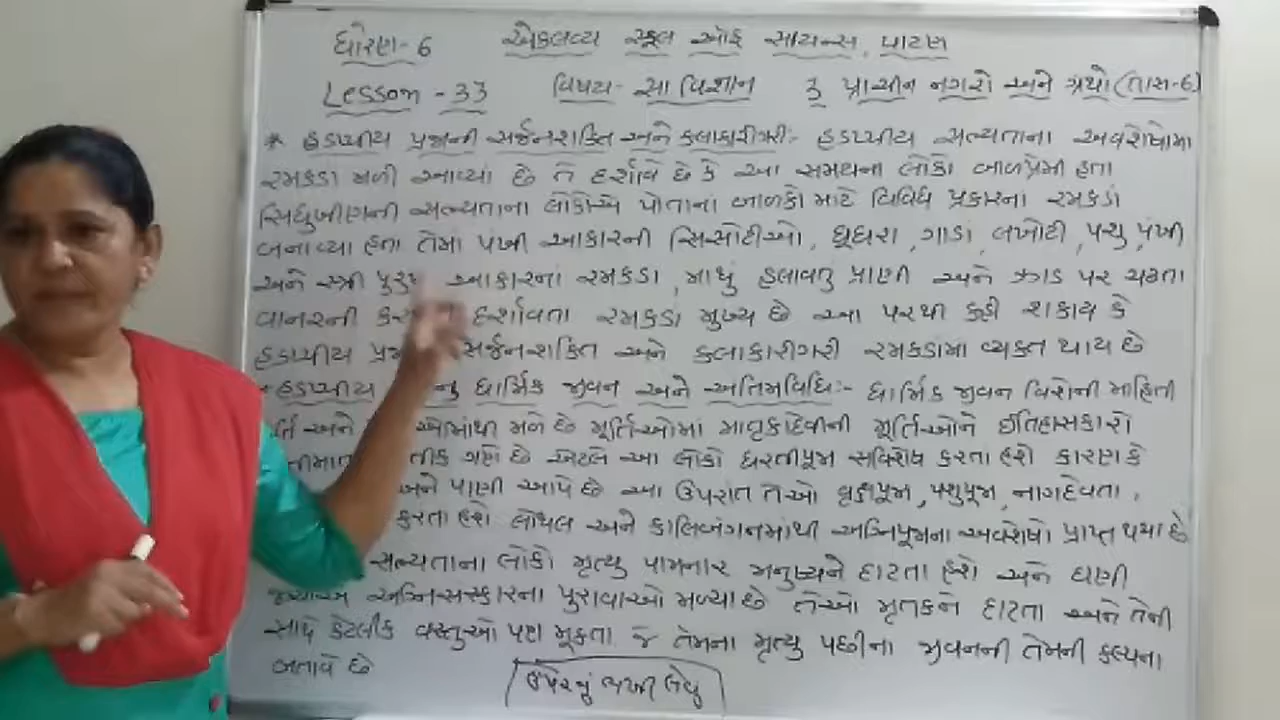 ધોરણ-6 એકલવ્ય સ્કૂલ ઓફ સાયન્સ, પાટણ
Lesson - 33 વિષય- સા વિજ્ઞાન 3 પ્રાચીન નગરો અને ગ્રંથો (તાસ-6)
* હડપ્પીય પ્રજાની સર્જનશક્તિ અને કલાકારીગરી:- હડપ્પીય સભ્યતાના અવશેષોમા
રમકડાં મળી આવ્યાં છે તે દર્શાવે છે કે આ સમયના લોકો બાળપ્રેમી હતા
સિંધુખીણની સભ્યતાના લોકોએ પોતાના બાળકો માટે વિવિધ પ્રકારના રમકડાં
બનાવ્યા હતા તેમાં પંખી આકારની સિસોટીઓ, ઘૂઘરા, ગાડાં, લખોટી, પશુ, પંખી
અને સ્ત્રી પુરુષ આકારનાં રમકડાં, માથું હલાવતુ પ્રાણી અને ઝાડ પર ચઢતા
વાનરની દર્શાવતા રમકડાં મુખ્ય છે આ પરથી કહી શકાય કે
હડપ્પીય સર્જનશક્તિ અને કલાકારીગરી રમકડાંમા વ્યક્ત થાય છે
હડપ્પીય ધાર્મિક જીવન અને અંતિમવિધિ:- ધાર્મિક જીવન વિશેની માહિતી
અને મળે છે મૂર્તિઓમાં માતૃકાદેવીની મૂર્તિઓને ઈતિહાસકારો
ગણે છે એટલે આ લોકો ધરતીપૂજા સવિશેષ કરતા હશે કારણ કે
અને પાણી આપે છે આ ઉપરાંત તેઓ વૃક્ષપૂજા, પશુપૂજા, નાગદેવતા,
કરતા હશે લોથલ અને કાલિબંગનમાંથી અગ્નિપૂજાના અવશેષો પ્રાપ્ત થયા છે
સભ્યતાના લોકો મૃત્યુ પામનાર મનુષ્યને દાટતા હશે અને ઘણી
જગ્યાએ અગ્નિસંસ્કારના પુરાવાઓ મળ્યા છે તેઓ મૃતકને દાટતા અને તેની
સાથે કેટલીક વસ્તુઓ પણ મૂકતા જે તેમના મૃત્યુ પછીના જીવનની તેમની કલ્પના
બતાવે છે
ઉપરનું લખી લેવું